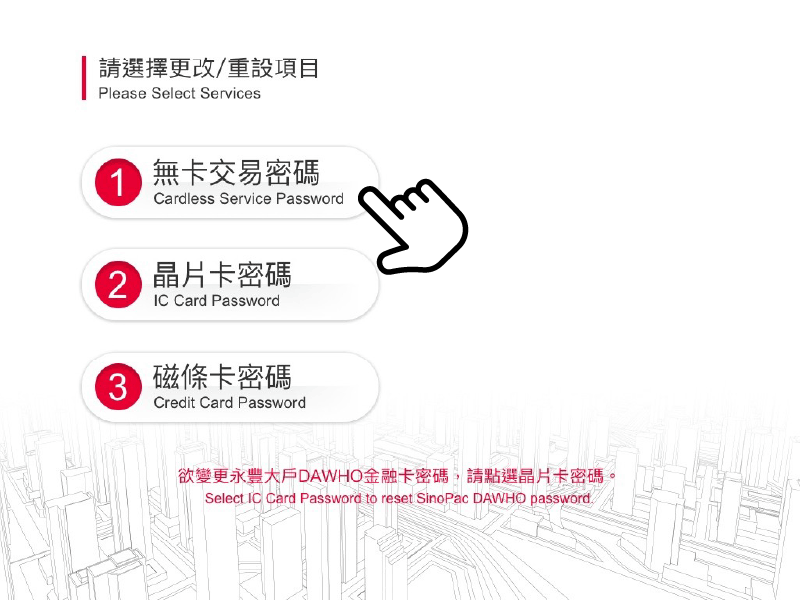 請選擇更改/重設項目
Please Select Services
1
無卡交易密碼
Cardless Service Password
2
晶片卡密碼
IC Card Password
3
磁條卡密碼
Credit Card Password
欲變更永豐大戶DAWHO金融卡密碼，請點選晶片卡密碼。
Select IC Card Password to reset SinoPac DAWHO password.